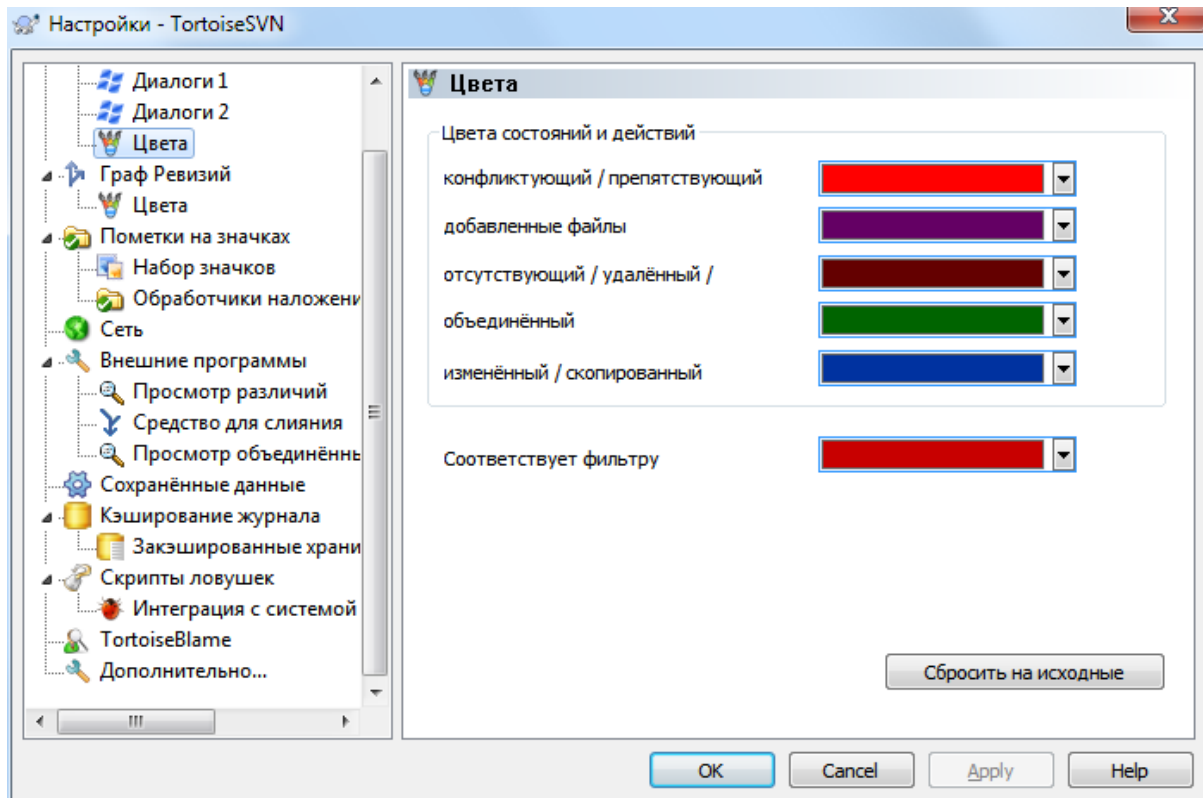 Настройки - TortoiseSVN
Диалоги 1
Диалоги 2
Цвета
Граф Ревизий
Цвета
Пометки на значках
Набор значков
Обработчики наложени
Сеть
Внешние программы
Просмотр различий
Средство для слияния
Просмотр объединённь
Сохранённые данные
Кэширование журнала
Закэшированные храни
Скрипты ловушек
Интеграция с системой
TortoiseBlame
Дополнительно...
Цвета
Цвета состояний и действий
конфликтующий / препятствующий
добавленные файлы
отсутствующий / удалённый /
объединённый
изменённый / скопированный
Соответствует фильтру
Сбросить на исходные
OK
Cancel
Apply
Help